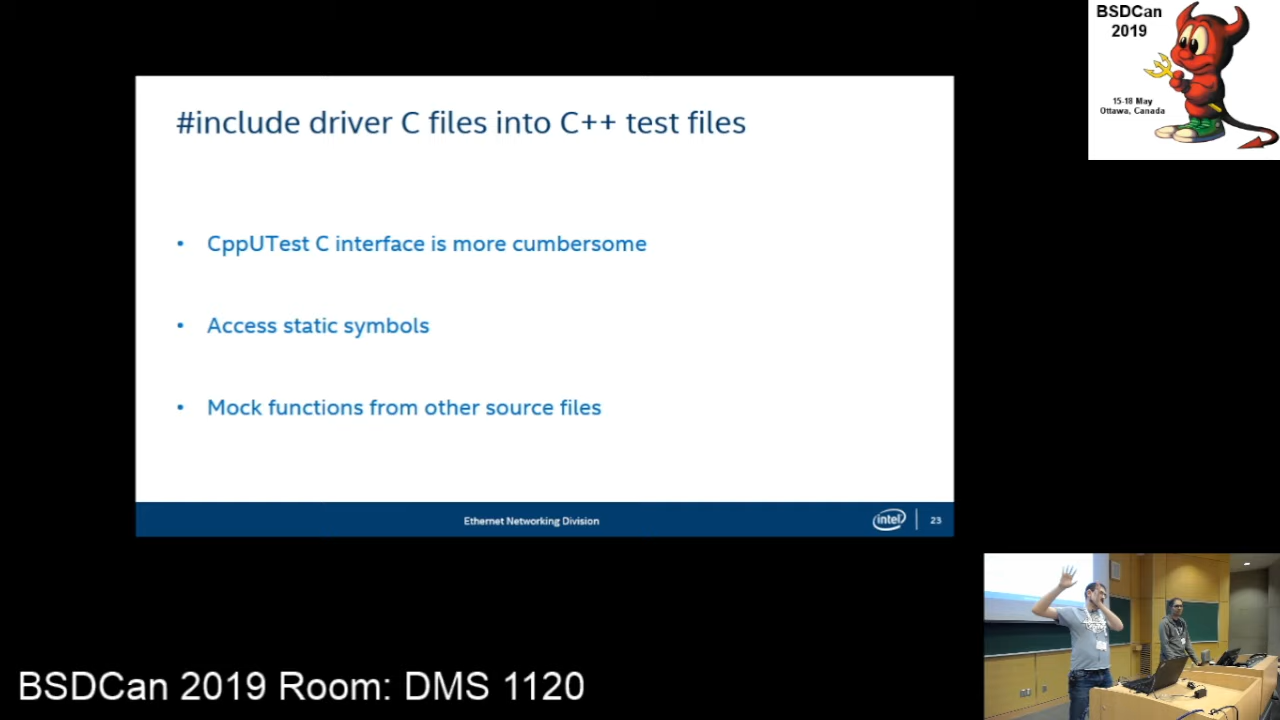 BSDCan
2019
15-18 May
Ottawa, Canada
#include driver C files into C++ test files
• CppUTest C interface is more cumbersome
• Access static symbols
• Mock functions from other source files
Ethernet Networking Division
intel
23
BSDCan 2019 Room: DMS 1120